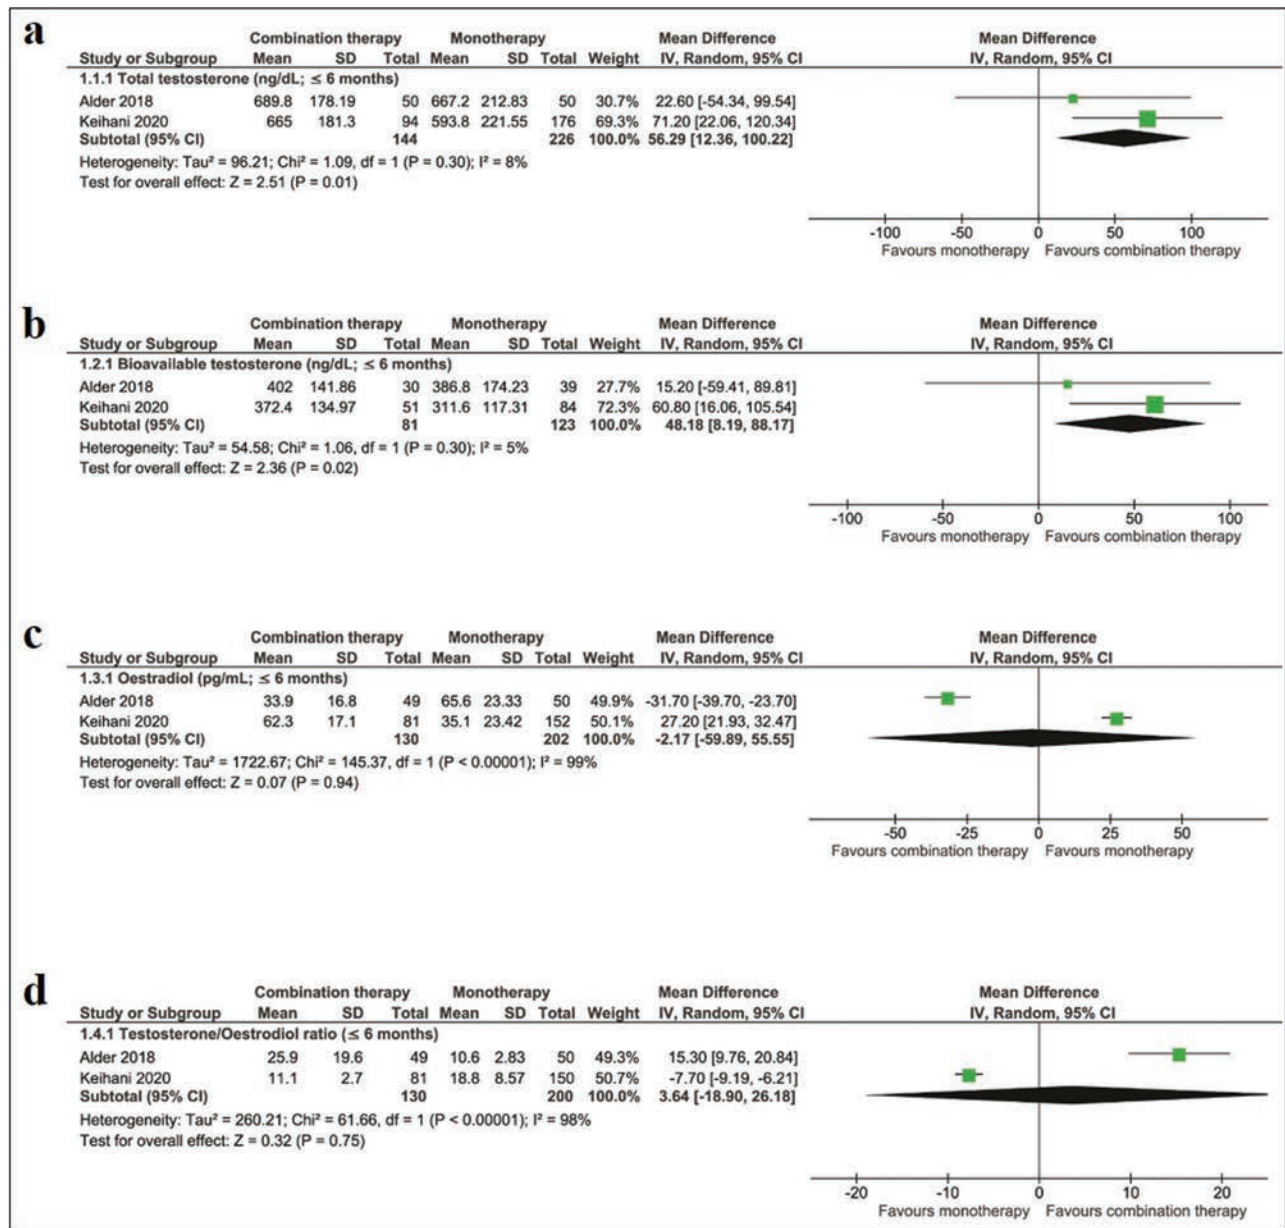 a
Combination therapy Monotherapy Mean Difference Mean Difference
Study or Subgroup Mean SD Total Mean SD Total Weight IV, Random, 95% CI IV, Random, 95% CI
1.1.1 Total testosterone (ng/dL; ≤ 6 months)
Alder 2018 689.8 178.19 50 667.2 212.83 50 30.7% 22.60 [-54.34, 99.54]
Keihani 2020 665 181.3 94 593.8 221.55 176 69.3% 71.20 [22.06, 120.34]
Subtotal (95% CI) 144 226 100.0% 56.29 [12.36, 100.22]
Heterogeneity: Tau² = 96.21; Chi² = 1.09, df = 1 (P = 0.30); I² = 8%
Test for overall effect: Z = 2.51 (P = 0.01)
-100 -50 0 50 100
Favours monotherapy Favours combination therapy
b
Combination therapy Monotherapy Mean Difference Mean Difference
Study or Subgroup Mean SD Total Mean SD Total Weight IV, Random, 95% CI IV, Random, 95% CI
1.2.1 Bioavailable testosterone (ng/dL; ≤ 6 months)
Alder 2018 402 141.86 30 386.8 174.23 39 27.7% 15.20 [-59.41, 89.81]
Keihani 2020 372.4 134.97 51 311.6 117.31 84 72.3% 60.80 [16.06, 105.54]
Subtotal (95% CI) 81 123 100.0% 48.18 [8.19, 88.17]
Heterogeneity: Tau² = 54.58; Chi² = 1.06, df = 1 (P = 0.30); I² = 5%
Test for overall effect: Z = 2.36 (P = 0.02)
-100 -50 0 50 100
Favours monotherapy Favours combination therapy
c
Combination therapy Monotherapy Mean Difference Mean Difference
Study or Subgroup Mean SD Total Mean SD Total Weight IV, Random, 95% CI IV, Random, 95% CI
1.3.1 Oestradiol (pg/mL; ≤ 6 months)
Alder 2018 33.9 16.8 49 65.6 23.33 50 49.9% -31.70 [-39.70, -23.70]
Keihani 2020 62.3 17.1 81 35.1 23.42 152 50.1% 27.20 [21.93, 32.47]
Subtotal (95% CI) 130 202 100.0% -2.17 [-59.89, 55.55]
Heterogeneity: Tau² = 1722.67; Chi² = 145.37, df = 1 (P < 0.00001); I² = 99%
Test for overall effect: Z = 0.07 (P = 0.94)
-50 -25 0 25 50
Favours combination therapy Favours monotherapy
d
Combination therapy Monotherapy Mean Difference Mean Difference
Study or Subgroup Mean SD Total Mean SD Total Weight IV, Random, 95% CI IV, Random, 95% CI
1.4.1 Testosterone/Oestrodiol ratio (≤ 6 months)
Alder 2018 25.9 19.6 49 10.6 2.83 50 49.3% 15.30 [9.76, 20.84]
Keihani 2020 11.1 2.7 81 18.8 8.57 150 50.7% -7.70 [-9.19, -6.21]
Subtotal (95% CI) 130 200 100.0% 3.64 [-18.90, 26.18]
Heterogeneity: Tau² = 260.21; Chi² = 61.66, df = 1 (P < 0.00001); I² = 98%
Test for overall effect: Z = 0.32 (P = 0.75)
-20 -10 0 10 20
Favours monotherapy Favours combination therapy